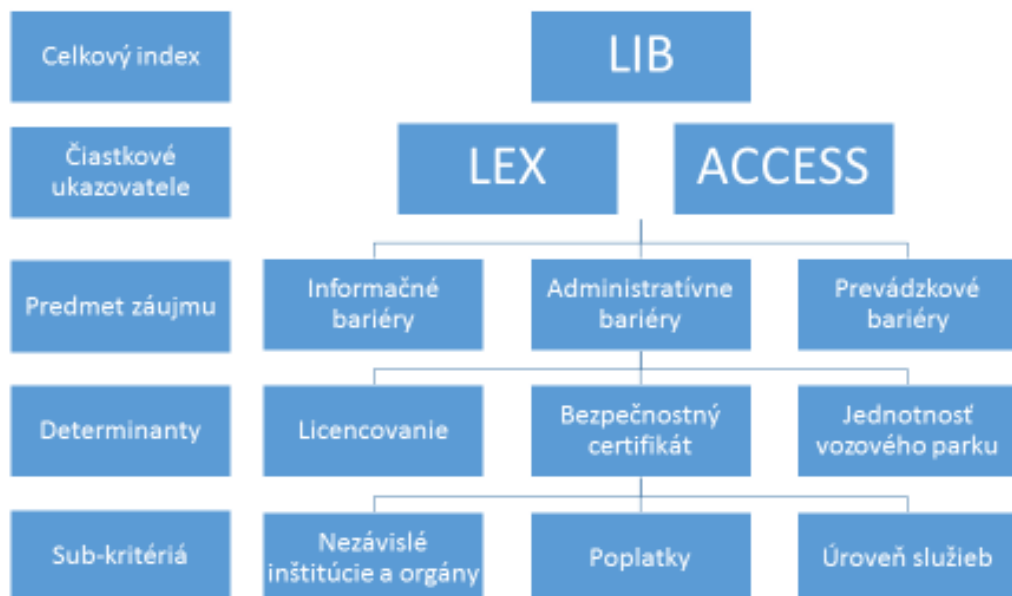 Celkový index
LIB
Čiastkové
ukazovatele
LEX
ACCESS
Predmet záujmu
Informačné
bariéry
Administratívne
bariéry
Prevádzkové
bariéry
Determinanty
Licencovanie
Bezpečnostný
certifikát
Jednotnosť
vozového parku
Sub-kritériá
Nezávislé
inštitúcie a orgány
Poplatky
Úroveň služieb